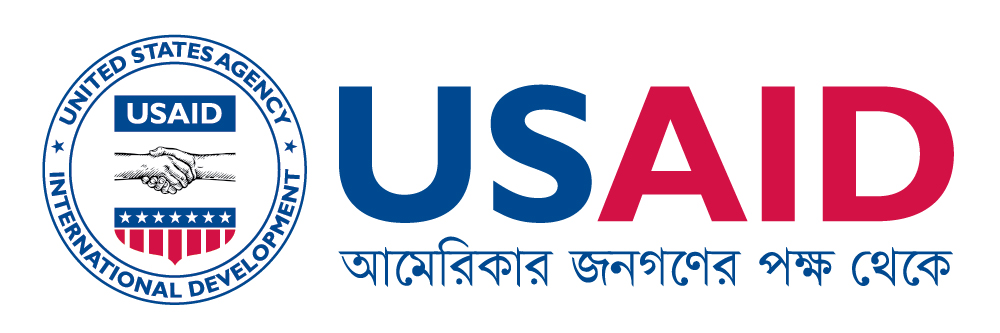 UNITED STATES AGENCY
INTERNATIONAL DEVELOPMENT
USAID
USAID
আমেরিকার জনগণের পক্ষ থেকে